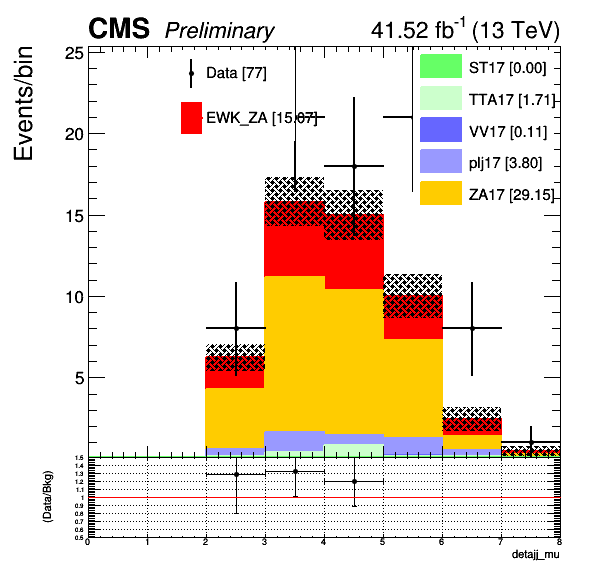 CMS Preliminary 41.52 fb-1 (13 TeV)
Events/bin
25
20
15
10
5
Data [77]
EWK_ZA [15.07]
ST17 [0.00]
TTA17 [1.71]
VV17 [0.11]
plj17 [3.80]
ZA17 [29.15]
(Data/Bkg)
1.5
1.4
1.3
1.2
1.1
1
0.9
0.8
0.7
0.6
0.5
0 1 2 3 4 5 6 7 8
detajj_mu